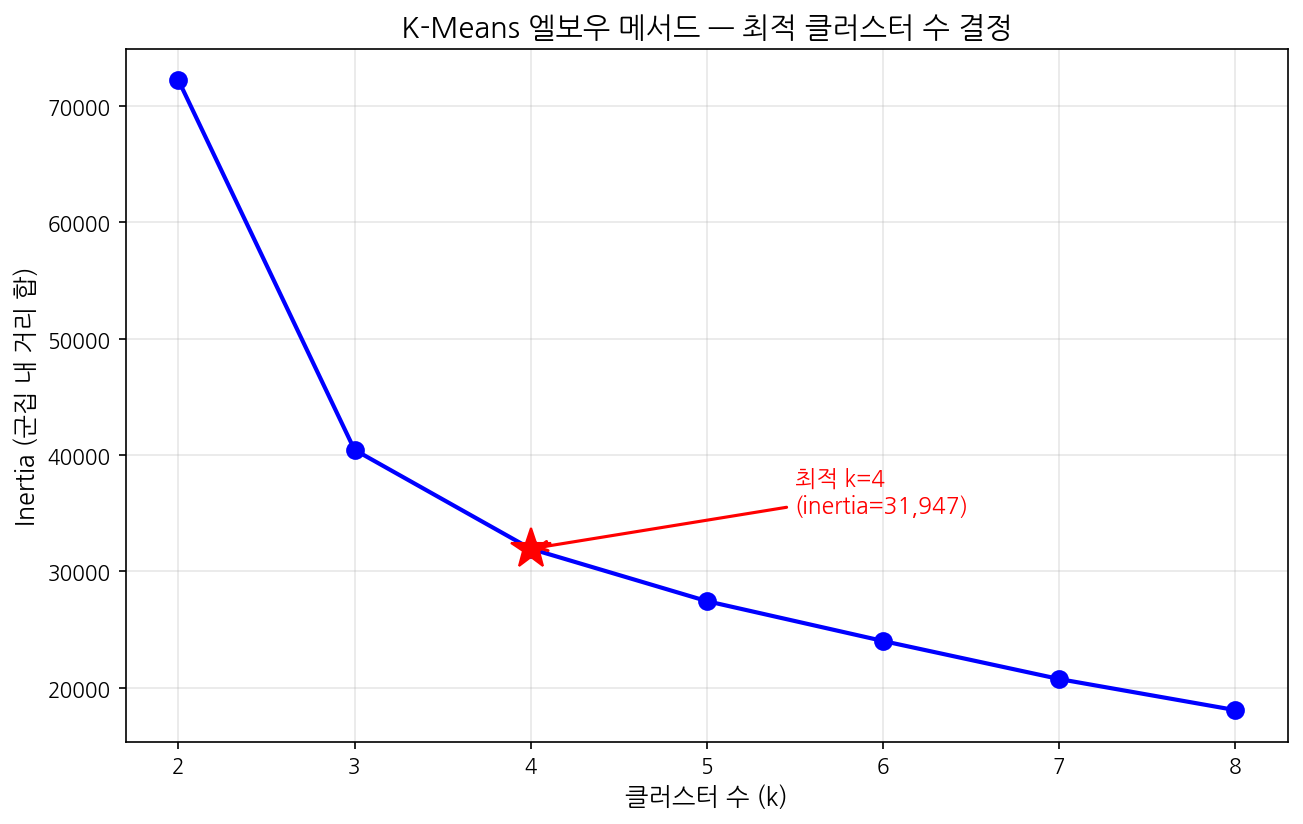 K-Means 엘보우 메서드 — 최적 클러스터 수 결정
Inertia (군집 내 거리 합)
70000
60000
50000
40000
30000
20000
최적 k=4
(inertia=31,947)
2 3 4 5 6 7 8
클러스터 수 (k)